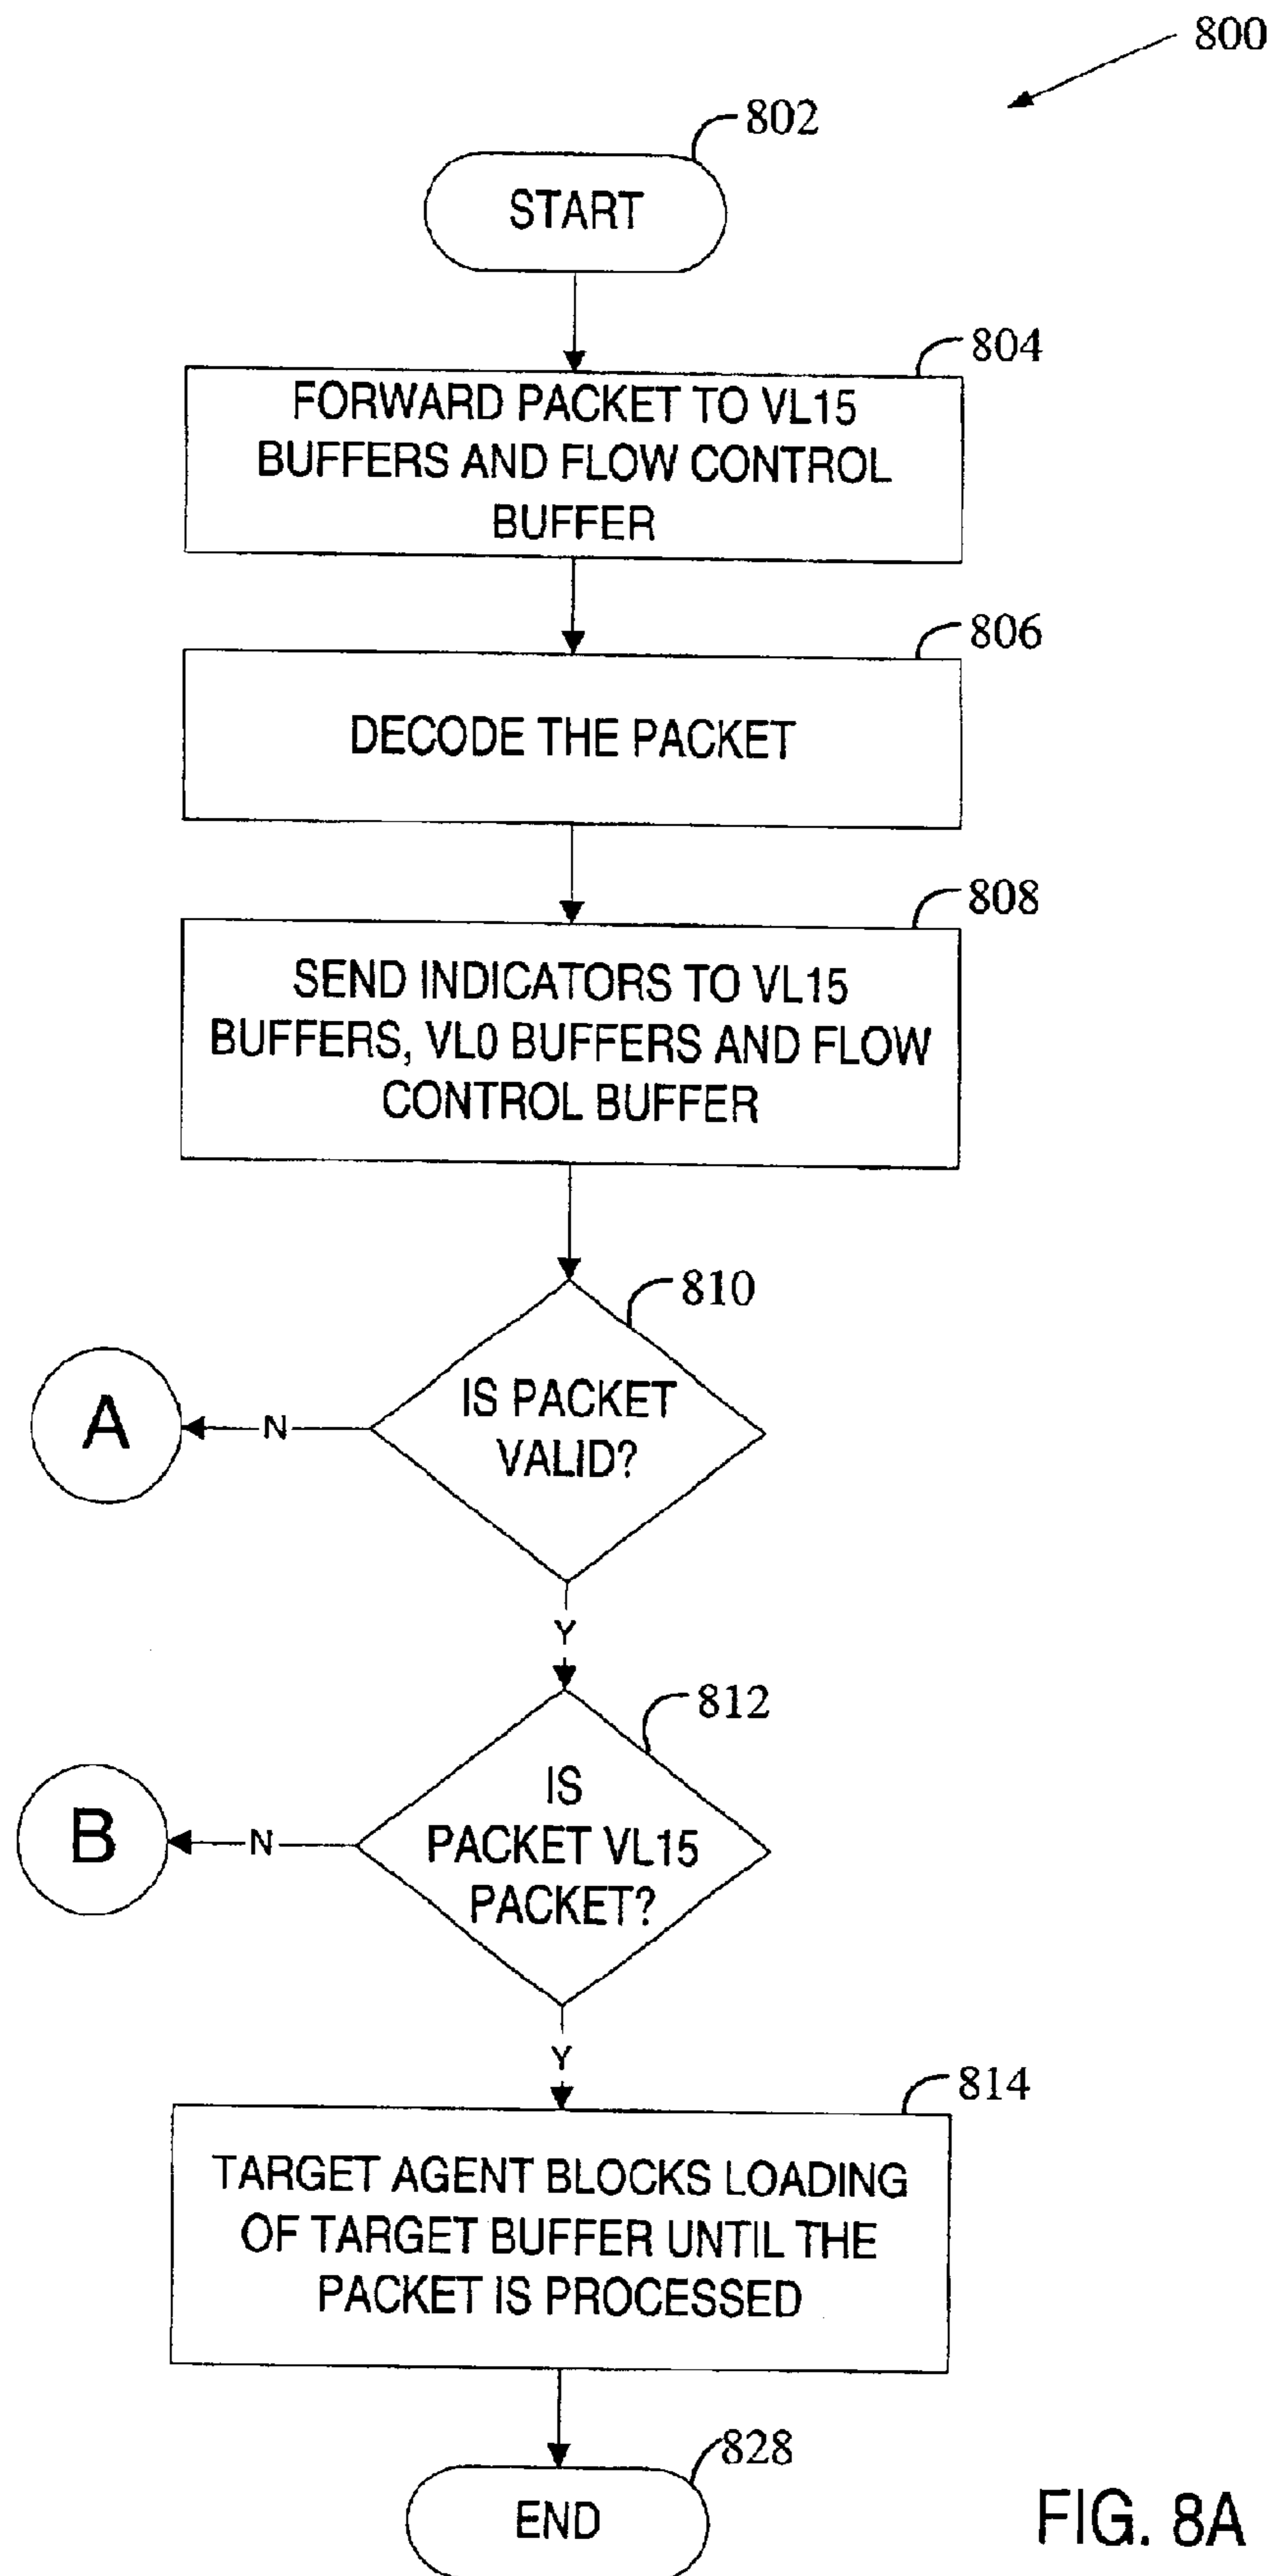 800
802
START
804
FORWARD PACKET TO VL15
BUFFERS AND FLOW CONTROL
BUFFER
806
DECODE THE PACKET
808
SEND INDICATORS TO VL15
BUFFERS, VL0 BUFFERS AND FLOW
CONTROL BUFFER
810
IS PACKET
VALID?
N
A
Y
812
IS
PACKET VL15
PACKET?
N
B
Y
814
TARGET AGENT BLOCKS LOADING
OF TARGET BUFFER UNTIL THE
PACKET IS PROCESSED
828
END
FIG. 8A